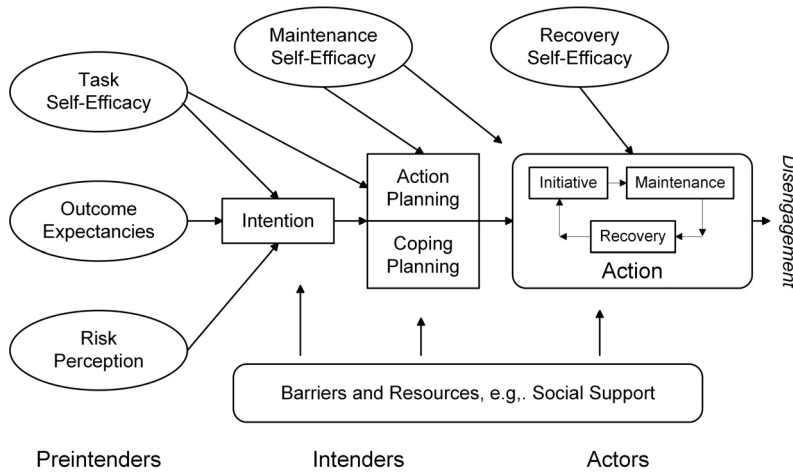 Maintenance
Self-Efficacy
Recovery
Self-Efficacy
Task
Self-Efficacy
Action
Planning
Initiative
Maintenance
Outcome
Expectancies
Intention
Coping
Planning
Recovery
Action
Disengagement
Risk
Perception
Barriers and Resources, e.g,. Social Support
Preintenders
Intenders
Actors